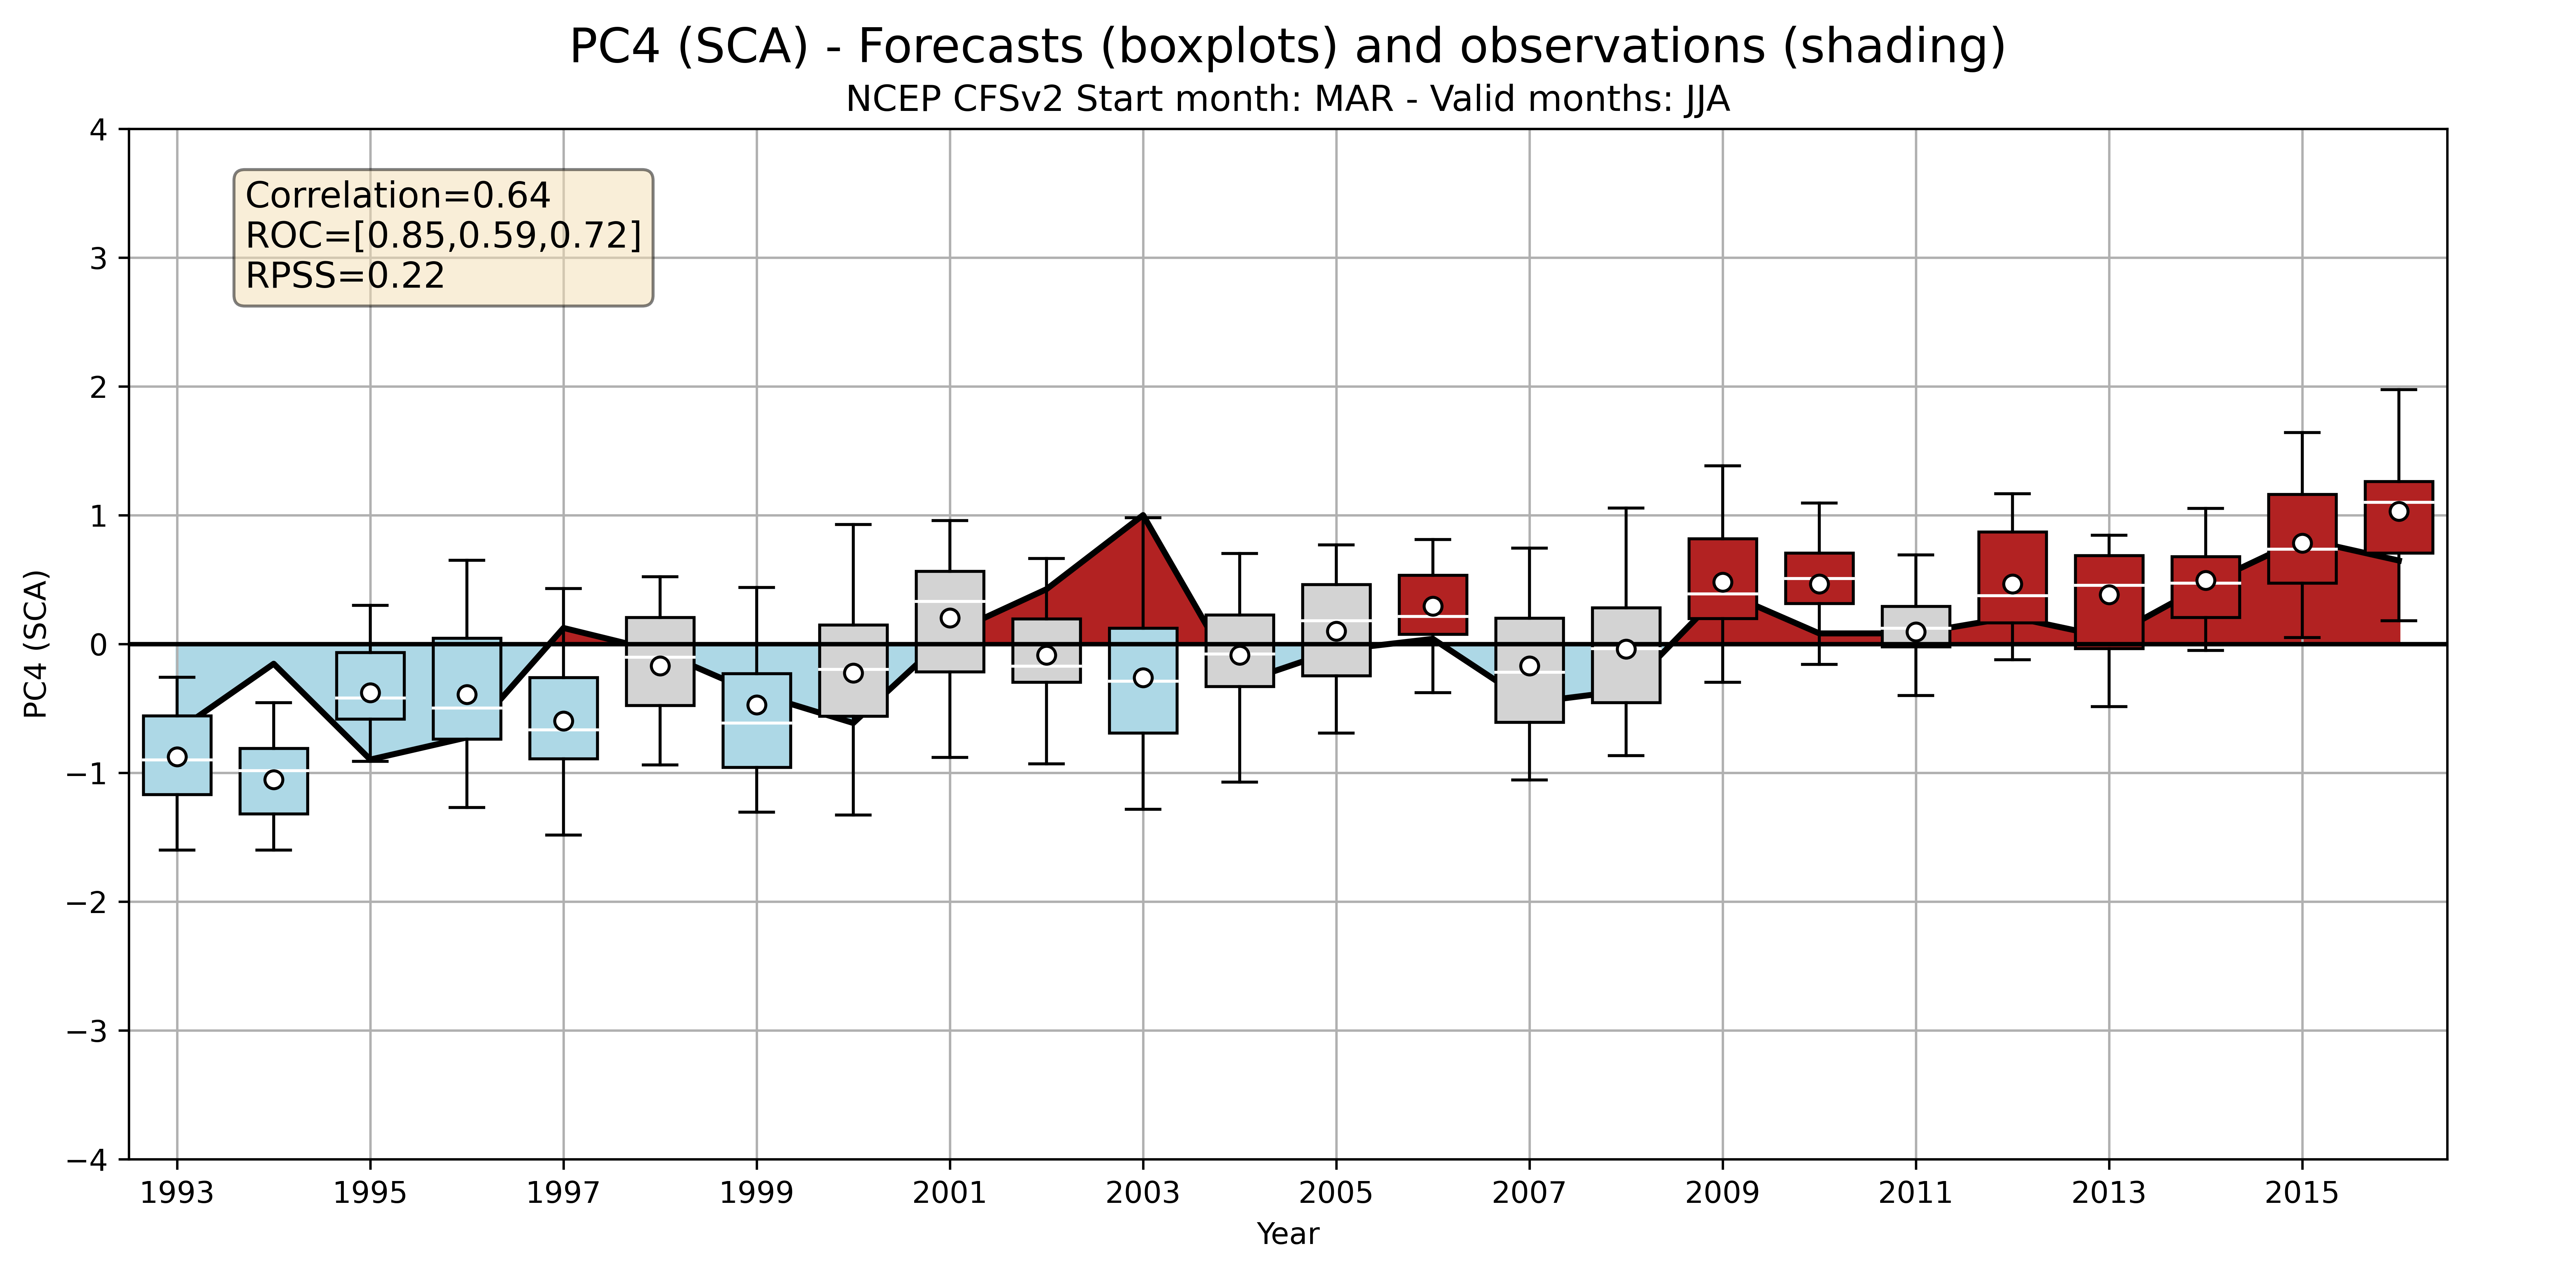 PC4 (SCA) - Forecasts (boxplots) and observations (shading)
NCEP CFSv2 Start month: MAR - Valid months: JJA
Correlation=0.64
ROC=[0.85,0.59,0.72]
RPSS=0.22
PC4 (SCA)
4
3
2
1
0
−1
−2
−3
−4
1993 1995 1997 1999 2001 2003 2005 2007 2009 2011 2013 2015
Year